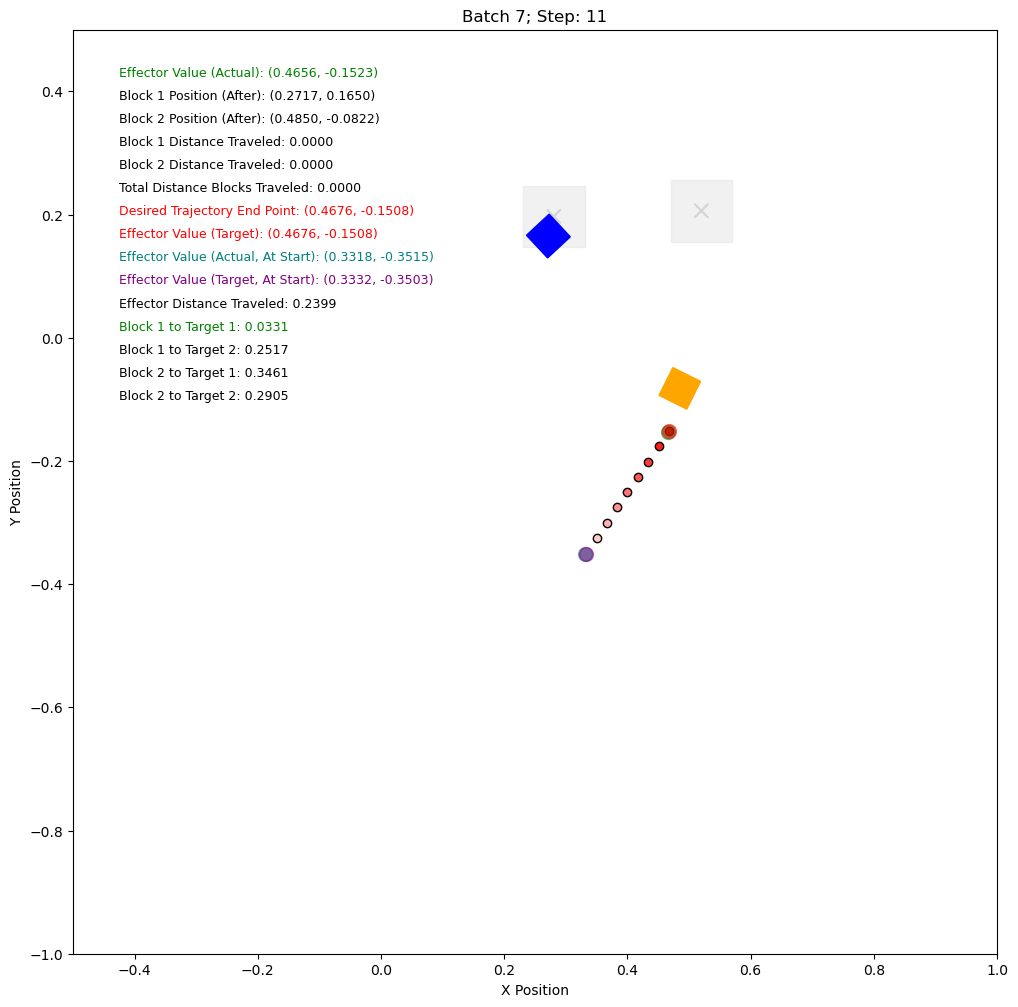 Batch 7; Step: 11
Effector Value (Actual): (0.4656, -0.1523)
Block 1 Position (After): (0.2717, 0.1650)
Block 2 Position (After): (0.4850, -0.0822)
Block 1 Distance Traveled: 0.0000
Block 2 Distance Traveled: 0.0000
Total Distance Blocks Traveled: 0.0000
Desired Trajectory End Point: (0.4676, -0.1508)
Effector Value (Target): (0.4676, -0.1508)
Effector Value (Actual, At Start): (0.3318, -0.3515)
Effector Value (Target, At Start): (0.3332, -0.3503)
Effector Distance Traveled: 0.2399
Block 1 to Target 1: 0.0331
Block 1 to Target 2: 0.2517
Block 2 to Target 1: 0.3461
Block 2 to Target 2: 0.2905
Y Position
0.4
0.2
0.0
−0.2
−0.4
−0.6
−0.8
−1.0
−0.4 −0.2 0.0 0.2 0.4 0.6 0.8 1.0
X Position